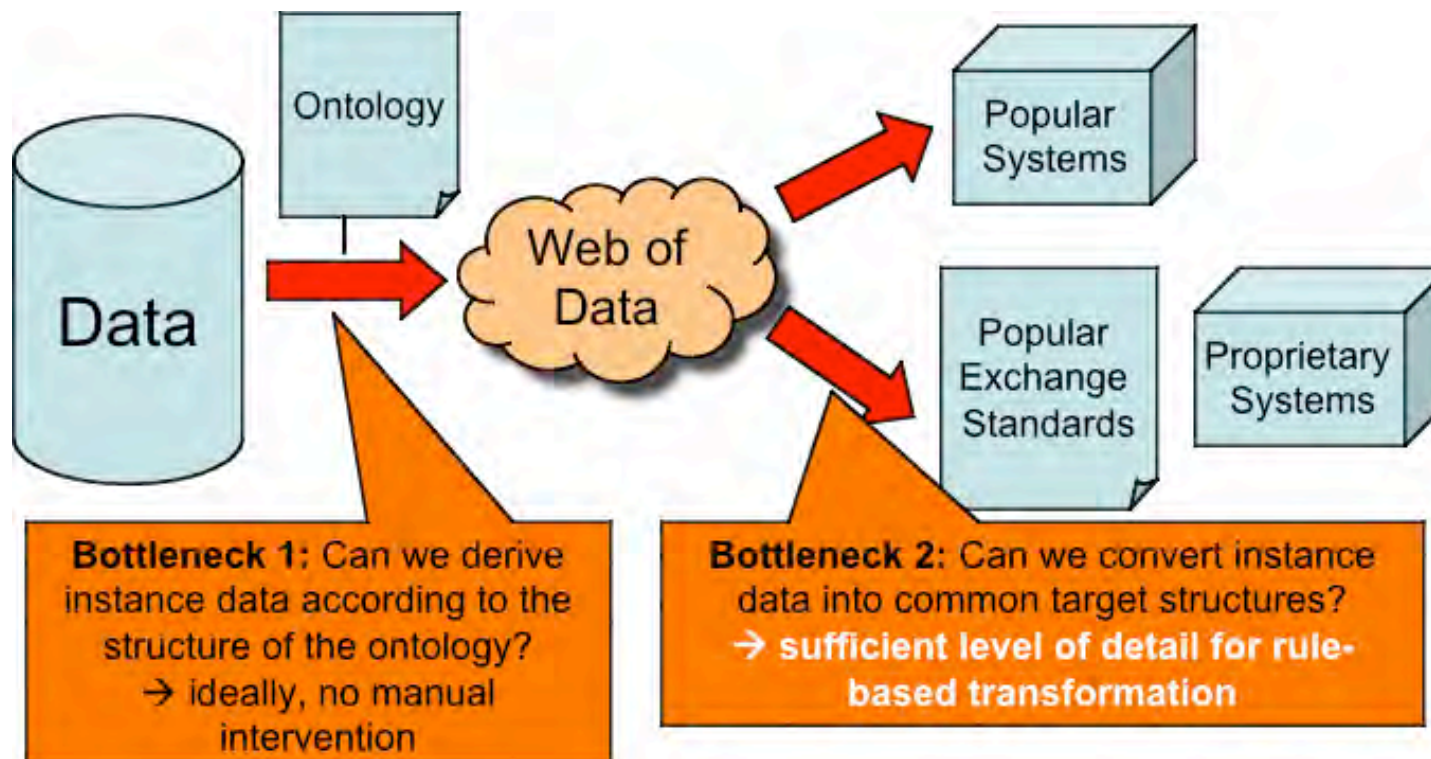 Ontology
Data
Web of
Data
Popular
Systems
Popular
Exchange
Standards
Proprietary
Systems
Bottleneck 1: Can we derive
instance data according to the
structure of the ontology?
→ ideally, no manual
intervention
Bottleneck 2: Can we convert instance
data into common target structures?
→ sufficient level of detail for rule-
based transformation